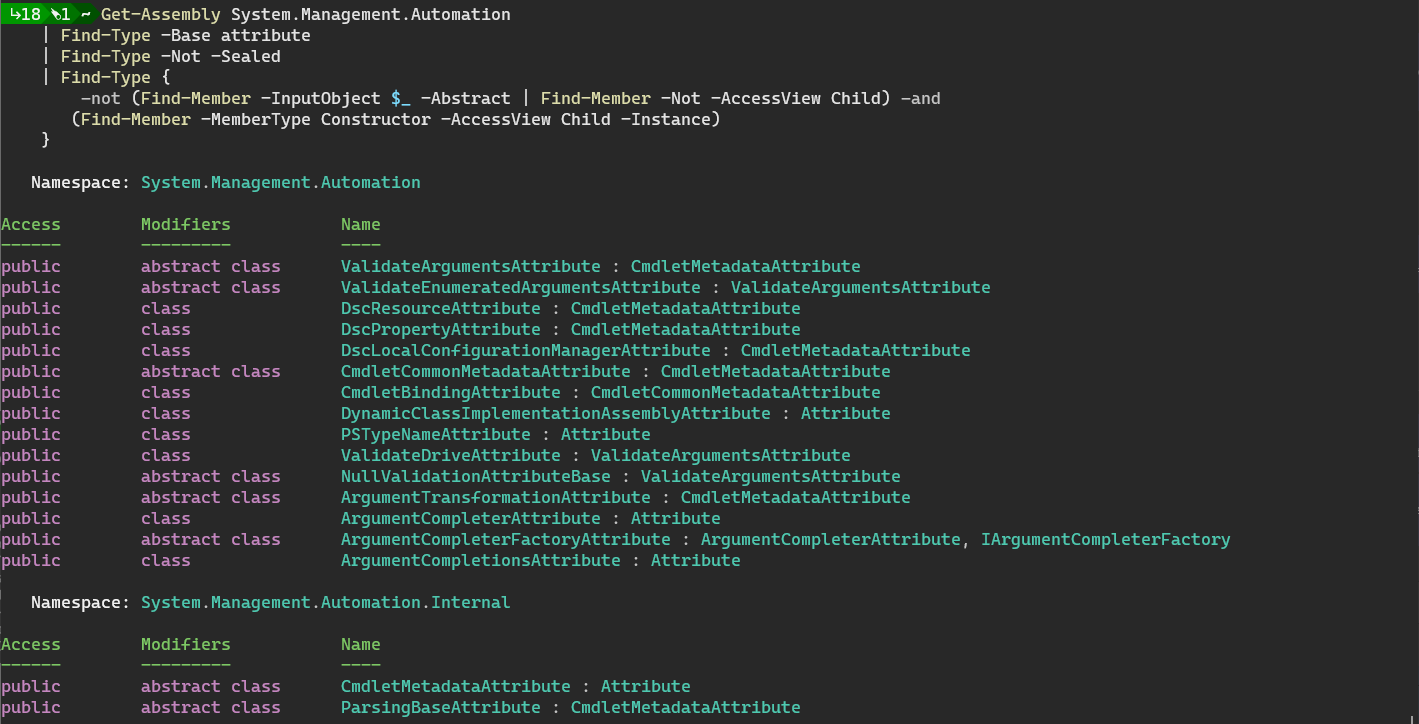 ↳18 1 ~ Get-Assembly System.Management.Automation
| Find-Type -Base attribute
| Find-Type -Not -Sealed
| Find-Type {
-not (Find-Member -InputObject $_ -Abstract | Find-Member -Not -AccessView Child) -and
(Find-Member -MemberType Constructor -AccessView Child -Instance)
}
Namespace: System.Management.Automation
Access Modifiers Name
------ --------- ----
public abstract class ValidateArgumentsAttribute : CmdletMetadataAttribute
public abstract class ValidateEnumeratedArgumentsAttribute : ValidateArgumentsAttribute
public class DscResourceAttribute : CmdletMetadataAttribute
public class DscPropertyAttribute : CmdletMetadataAttribute
public class DscLocalConfigurationManagerAttribute : CmdletMetadataAttribute
public abstract class CmdletCommonMetadataAttribute : CmdletMetadataAttribute
public class CmdletBindingAttribute : CmdletCommonMetadataAttribute
public class DynamicClassImplementationAssemblyAttribute : Attribute
public class PSTypeNameAttribute : Attribute
public class ValidateDriveAttribute : ValidateArgumentsAttribute
public abstract class NullValidationAttributeBase : ValidateArgumentsAttribute
public abstract class ArgumentTransformationAttribute : CmdletMetadataAttribute
public class ArgumentCompleterAttribute : Attribute
public abstract class ArgumentCompleterFactoryAttribute : ArgumentCompleterAttribute, IArgumentCompleterFactory
public class ArgumentCompletionsAttribute : Attribute
Namespace: System.Management.Automation.Internal
Access Modifiers Name
------ --------- ----
public abstract class CmdletMetadataAttribute : Attribute
public abstract class ParsingBaseAttribute : CmdletMetadataAttribute